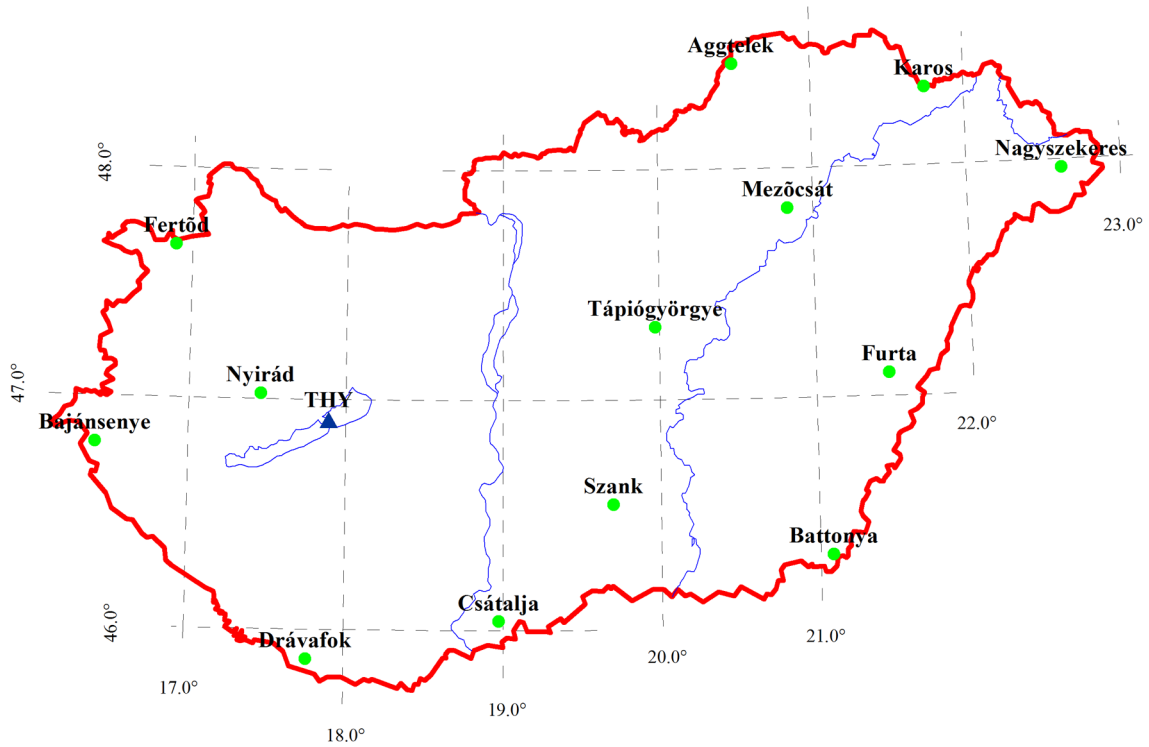 Aggtelek
Karos
Nagyszekeres
48.0°
Mezõcsát
Fertõd
23.0°
Tápiógyörgye
Furta
Nyirád
47.0°
THY
Bajánsenye
22.0°
Szank
Battonya
Csátalja
46.0°
Drávafok
21.0°
20.0°
17.0°
19.0°
18.0°